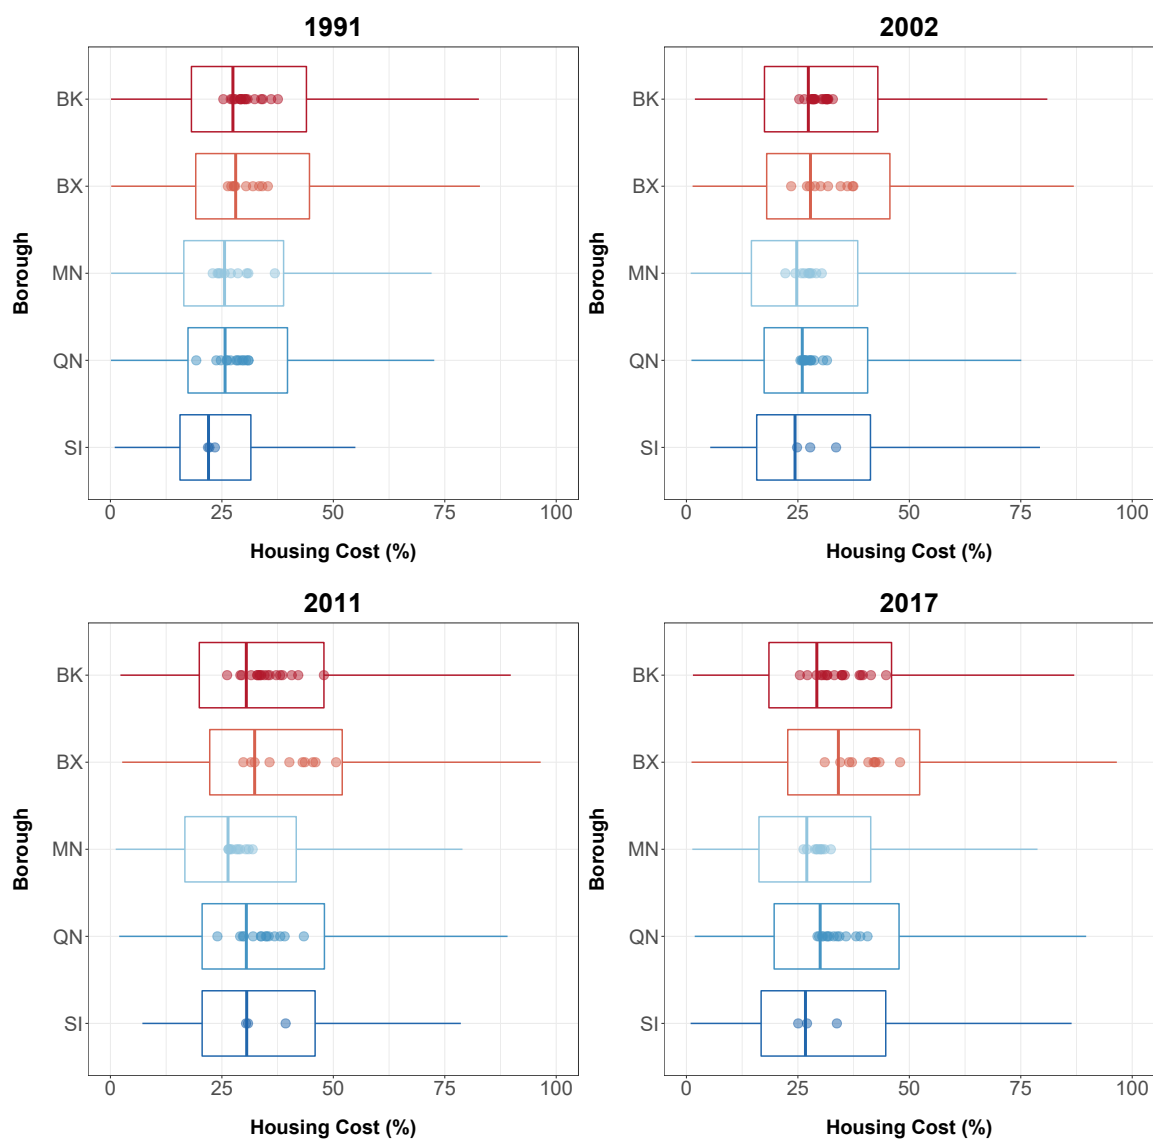 1991
BK
BX
MN
QN
SI
Borough
0 25 50 75 100
Housing Cost (%)
2002
BK
BX
MN
QN
SI
Borough
0 25 50 75 100
Housing Cost (%)
2011
BK
BX
MN
QN
SI
Borough
0 25 50 75 100
Housing Cost (%)
2017
BK
BX
MN
QN
SI
Borough
0 25 50 75 100
Housing Cost (%)